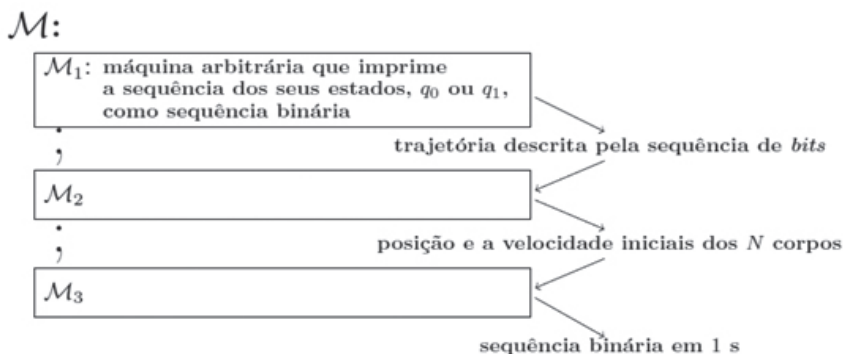 M:
M₁: máquina arbitrária que imprime
a sequência dos seus estados, q₀ ou q₁,
como sequência binária
trajetória descrita pela sequência de bits
;
M₂
;
posição e a velocidade iniciais dos N corpos
M₃
sequência binária em 1 s